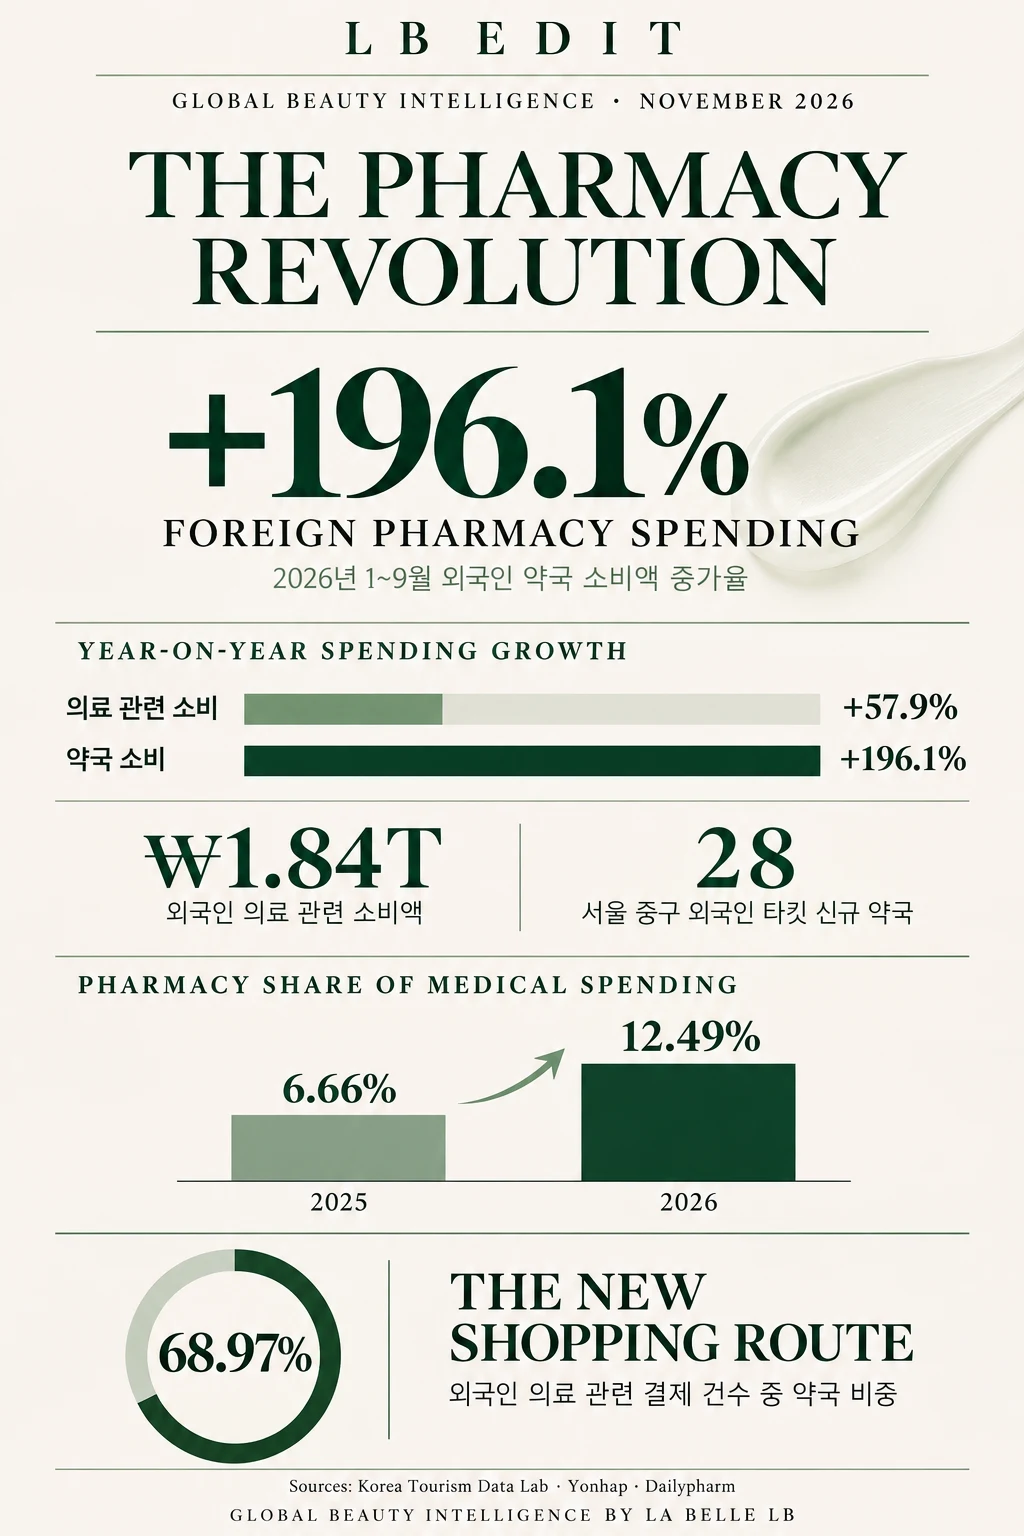 LB EDIT
GLOBAL BEAUTY INTELLIGENCE • NOVEMBER 2026
THE PHARMACY
REVOLUTION
+196.1%
FOREIGN PHARMACY SPENDING
2026년 1~9월 외국인 약국 소비액 중가율
YEAR-ON-YEAR SPENDING GROWTH
의료 관련 소비 +57.9%
약국 소비 +196.1%
₩1.84T
외국인 의료 관련 소비액
28
서울 중구 외국인 타킷 신규 약국
PHARMACY SHARE OF MEDICAL SPENDING
6.66%
12.49%
2025
2026
68.97%
THE NEW
SHOPPING ROUTE
외국인 의료 관련 결제 건수 중 약국 비중
Sources: Korea Tourism Data Lab · Yonhap · Dailypharm
GLOBAL BEAUTY INTELLIGENCE BY LA BELLE LB